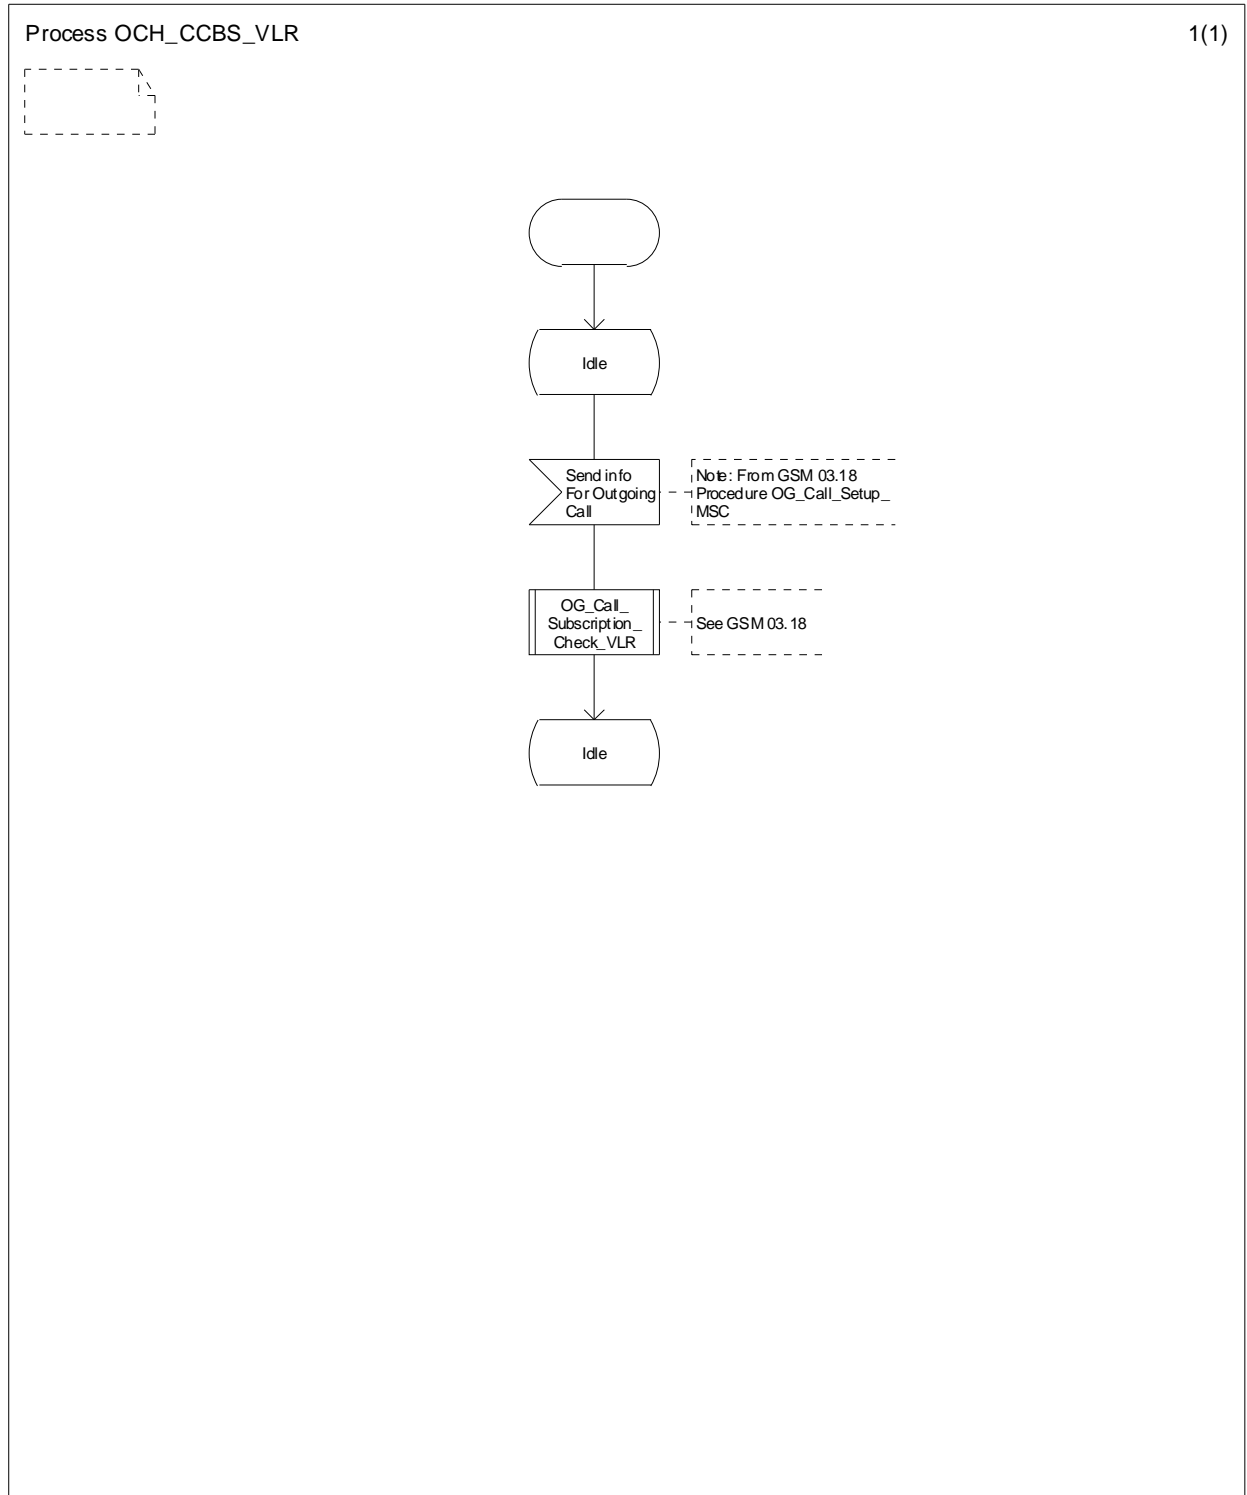 Process OCH_CCBS_VLR
1(1)
Idle
Send info
For Outgoing
Call
Note: From GSM 03.18
Procedure OG_Call_Setup_
MSC
OG_Call_
Subscription_
Check_VLR
See GSM 03.18
Idle